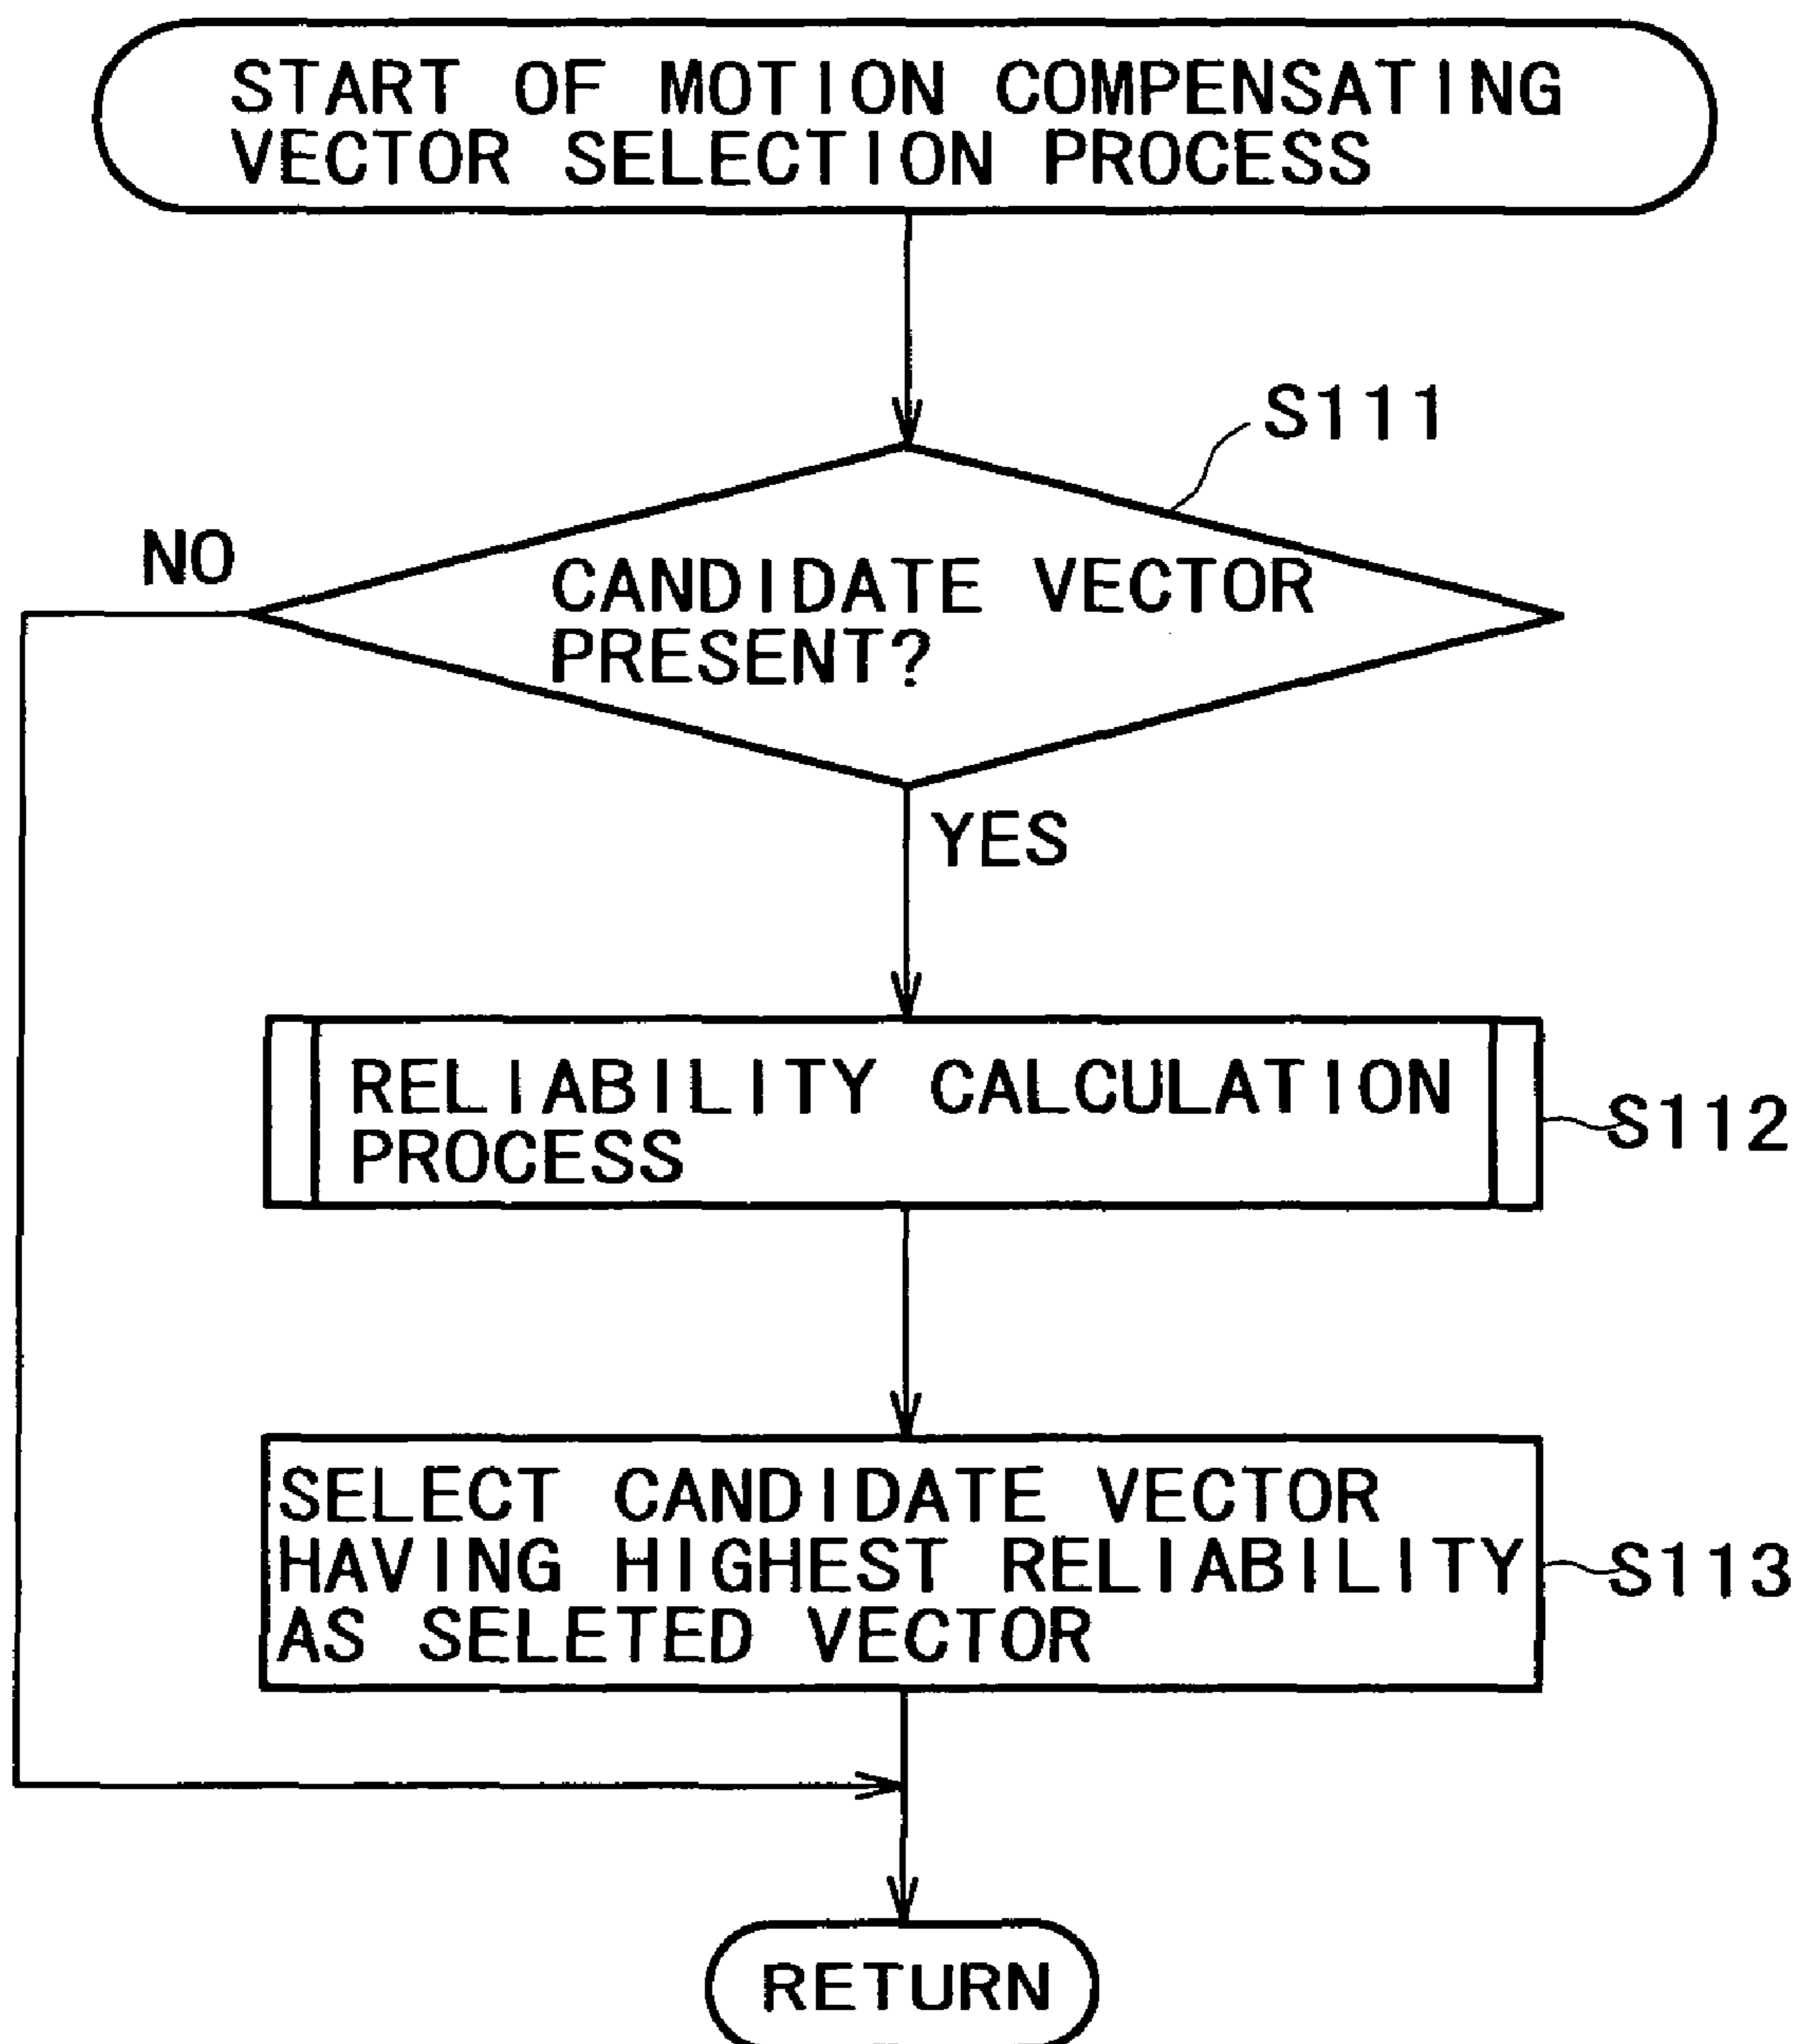 START OF MOTION COMPENSATING
VECTOR SELECTION PROCESS
S111
NO
CANDIDATE VECTOR
PRESENT?
YES
RELIABILITY CALCULATION
PROCESS
S112
SELECT CANDIDATE VECTOR
HAVING HIGHEST RELIABILITY
AS SELETED VECTOR
S113
RETURN